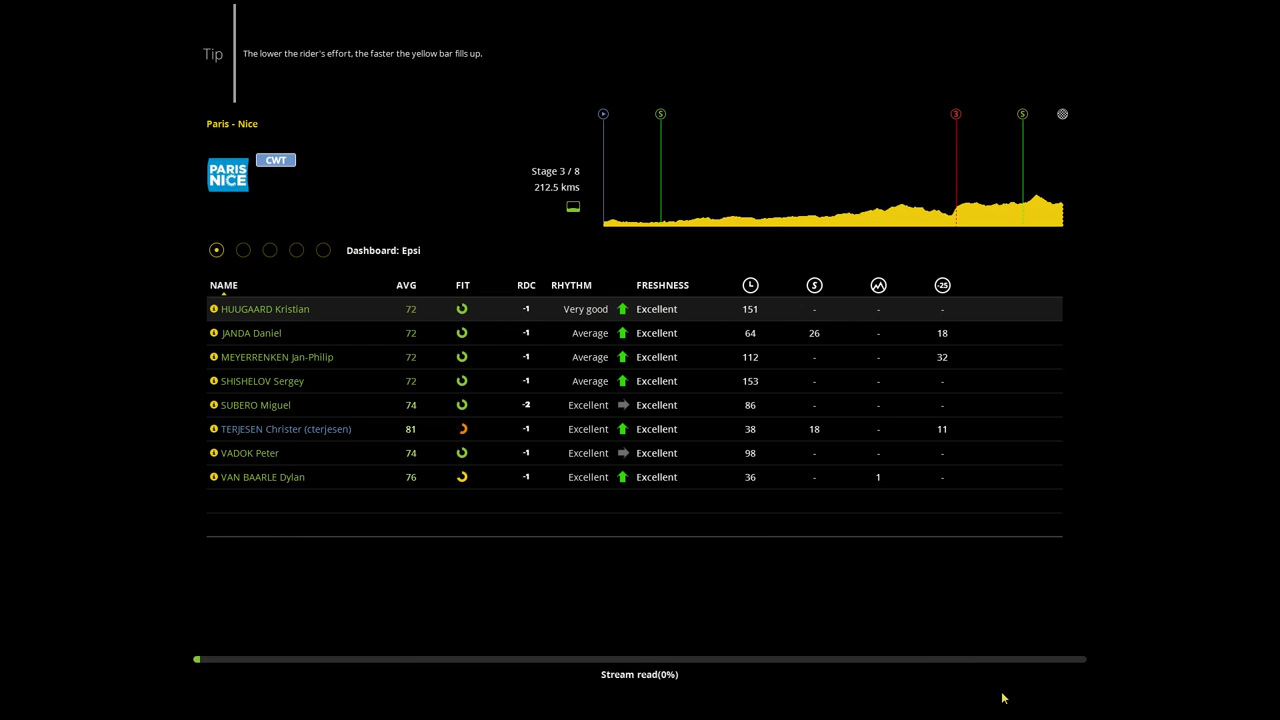 Tip
The lower the rider's effort, the faster the yellow bar fills up.
S 3 S
Paris - Nice
CWT
PARIS
NICE
Stage 3 / 8
212.5 kms
Dashboard: Epsi
NAME AVG FIT RDC RHYTHM FRESHNESS S -25
HUUGAARD Kristian 72 -1 Very good Excellent 151 - - -
JANDA Daniel 72 -1 Average Excellent 64 26 - 18
MEYERRENKEN Jan-Philip 72 -1 Average Excellent 112 - - 32
SHISHELOV Sergey 72 -1 Average Excellent 153 - - -
SUBERO Miguel 74 -2 Excellent Excellent 86 - - -
TERJESEN Christer (cterjesen) 81 -1 Excellent Excellent 38 18 - 11
VADOK Peter 74 -1 Excellent Excellent 98 - - -
VAN BAARLE Dylan 76 -1 Excellent Excellent 36 - 1 -
Stream read(0%)